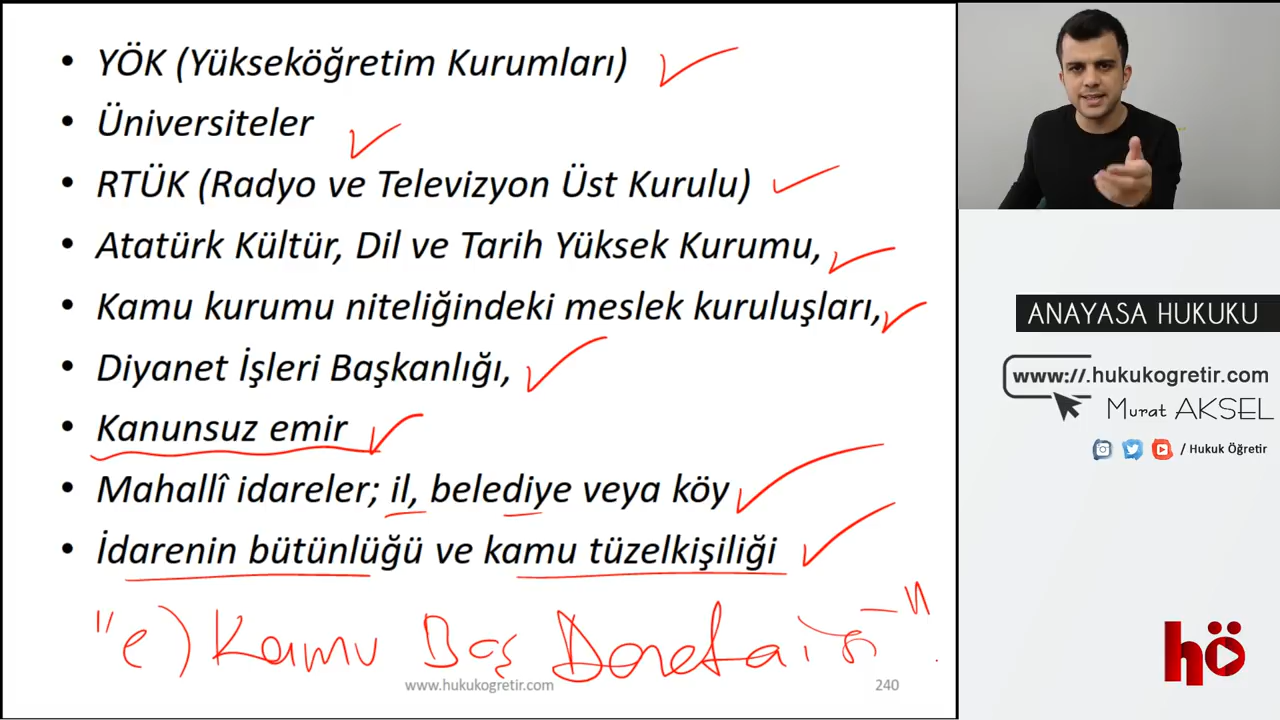 • YÖK (Yükseköğretim Kurumları)
• Üniversiteler
• RTÜK (Radyo ve Televizyon Üst Kurulu)
• Atatürk Kültür, Dil ve Tarih Yüksek Kurumu,
• Kamu kurumu niteliğindeki meslek kuruluşları,
• Diyanet İşleri Başkanlığı,
• Kanunsuz emir
• Mahallî idareler; il, belediye veya köy
• İdarenin bütünlüğü ve kamu tüzelkişiliği
"e) Kamu Baş
www.hukukogretir.com
240
ANAYASA HUKUKU
www://.hukukogretir.com
Murat AKSEL
/ Hukuk Öğretir
hö